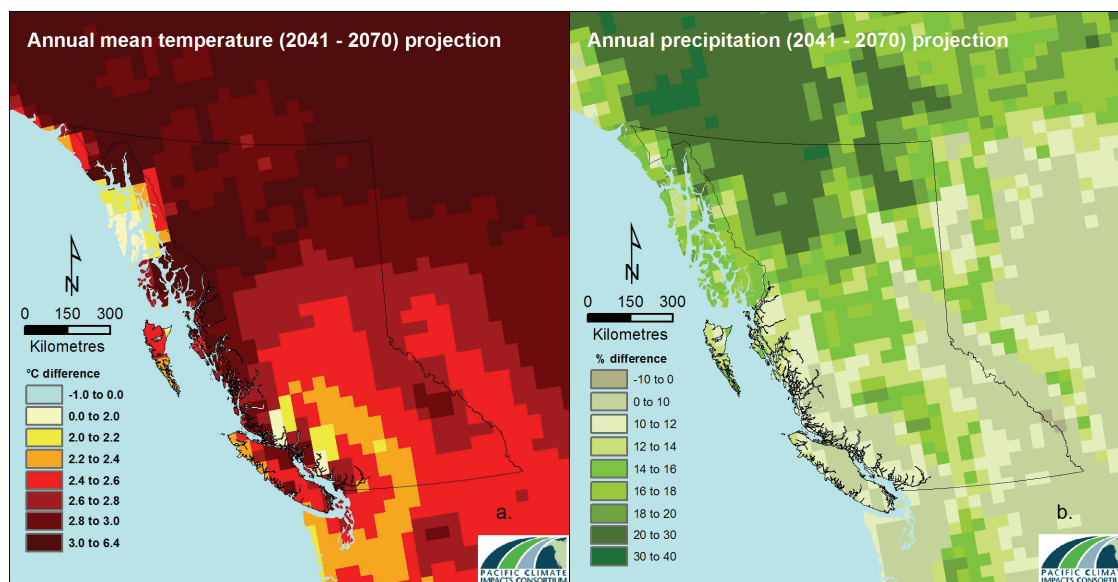 Annual mean temperature (2041 - 2070) projection
N
0 150 300
Kilometres
°C difference
-1.0 to 0.0
0.0 to 2.0
2.0 to 2.2
2.2 to 2.4
2.4 to 2.6
2.6 to 2.8
2.8 to 3.0
3.0 to 6.4
a.
PACIFIC CLIMATE
IMPACTS CONSORTIUM
Annual precipitation (2041 - 2070) projection
N
0 150 300
Kilometres
% difference
-10 to 0
0 to 10
10 to 12
12 to 14
14 to 16
16 to 18
18 to 20
20 to 30
30 to 40
b.
PACIFIC CLIMATE
IMPACTS CONSORTIUM